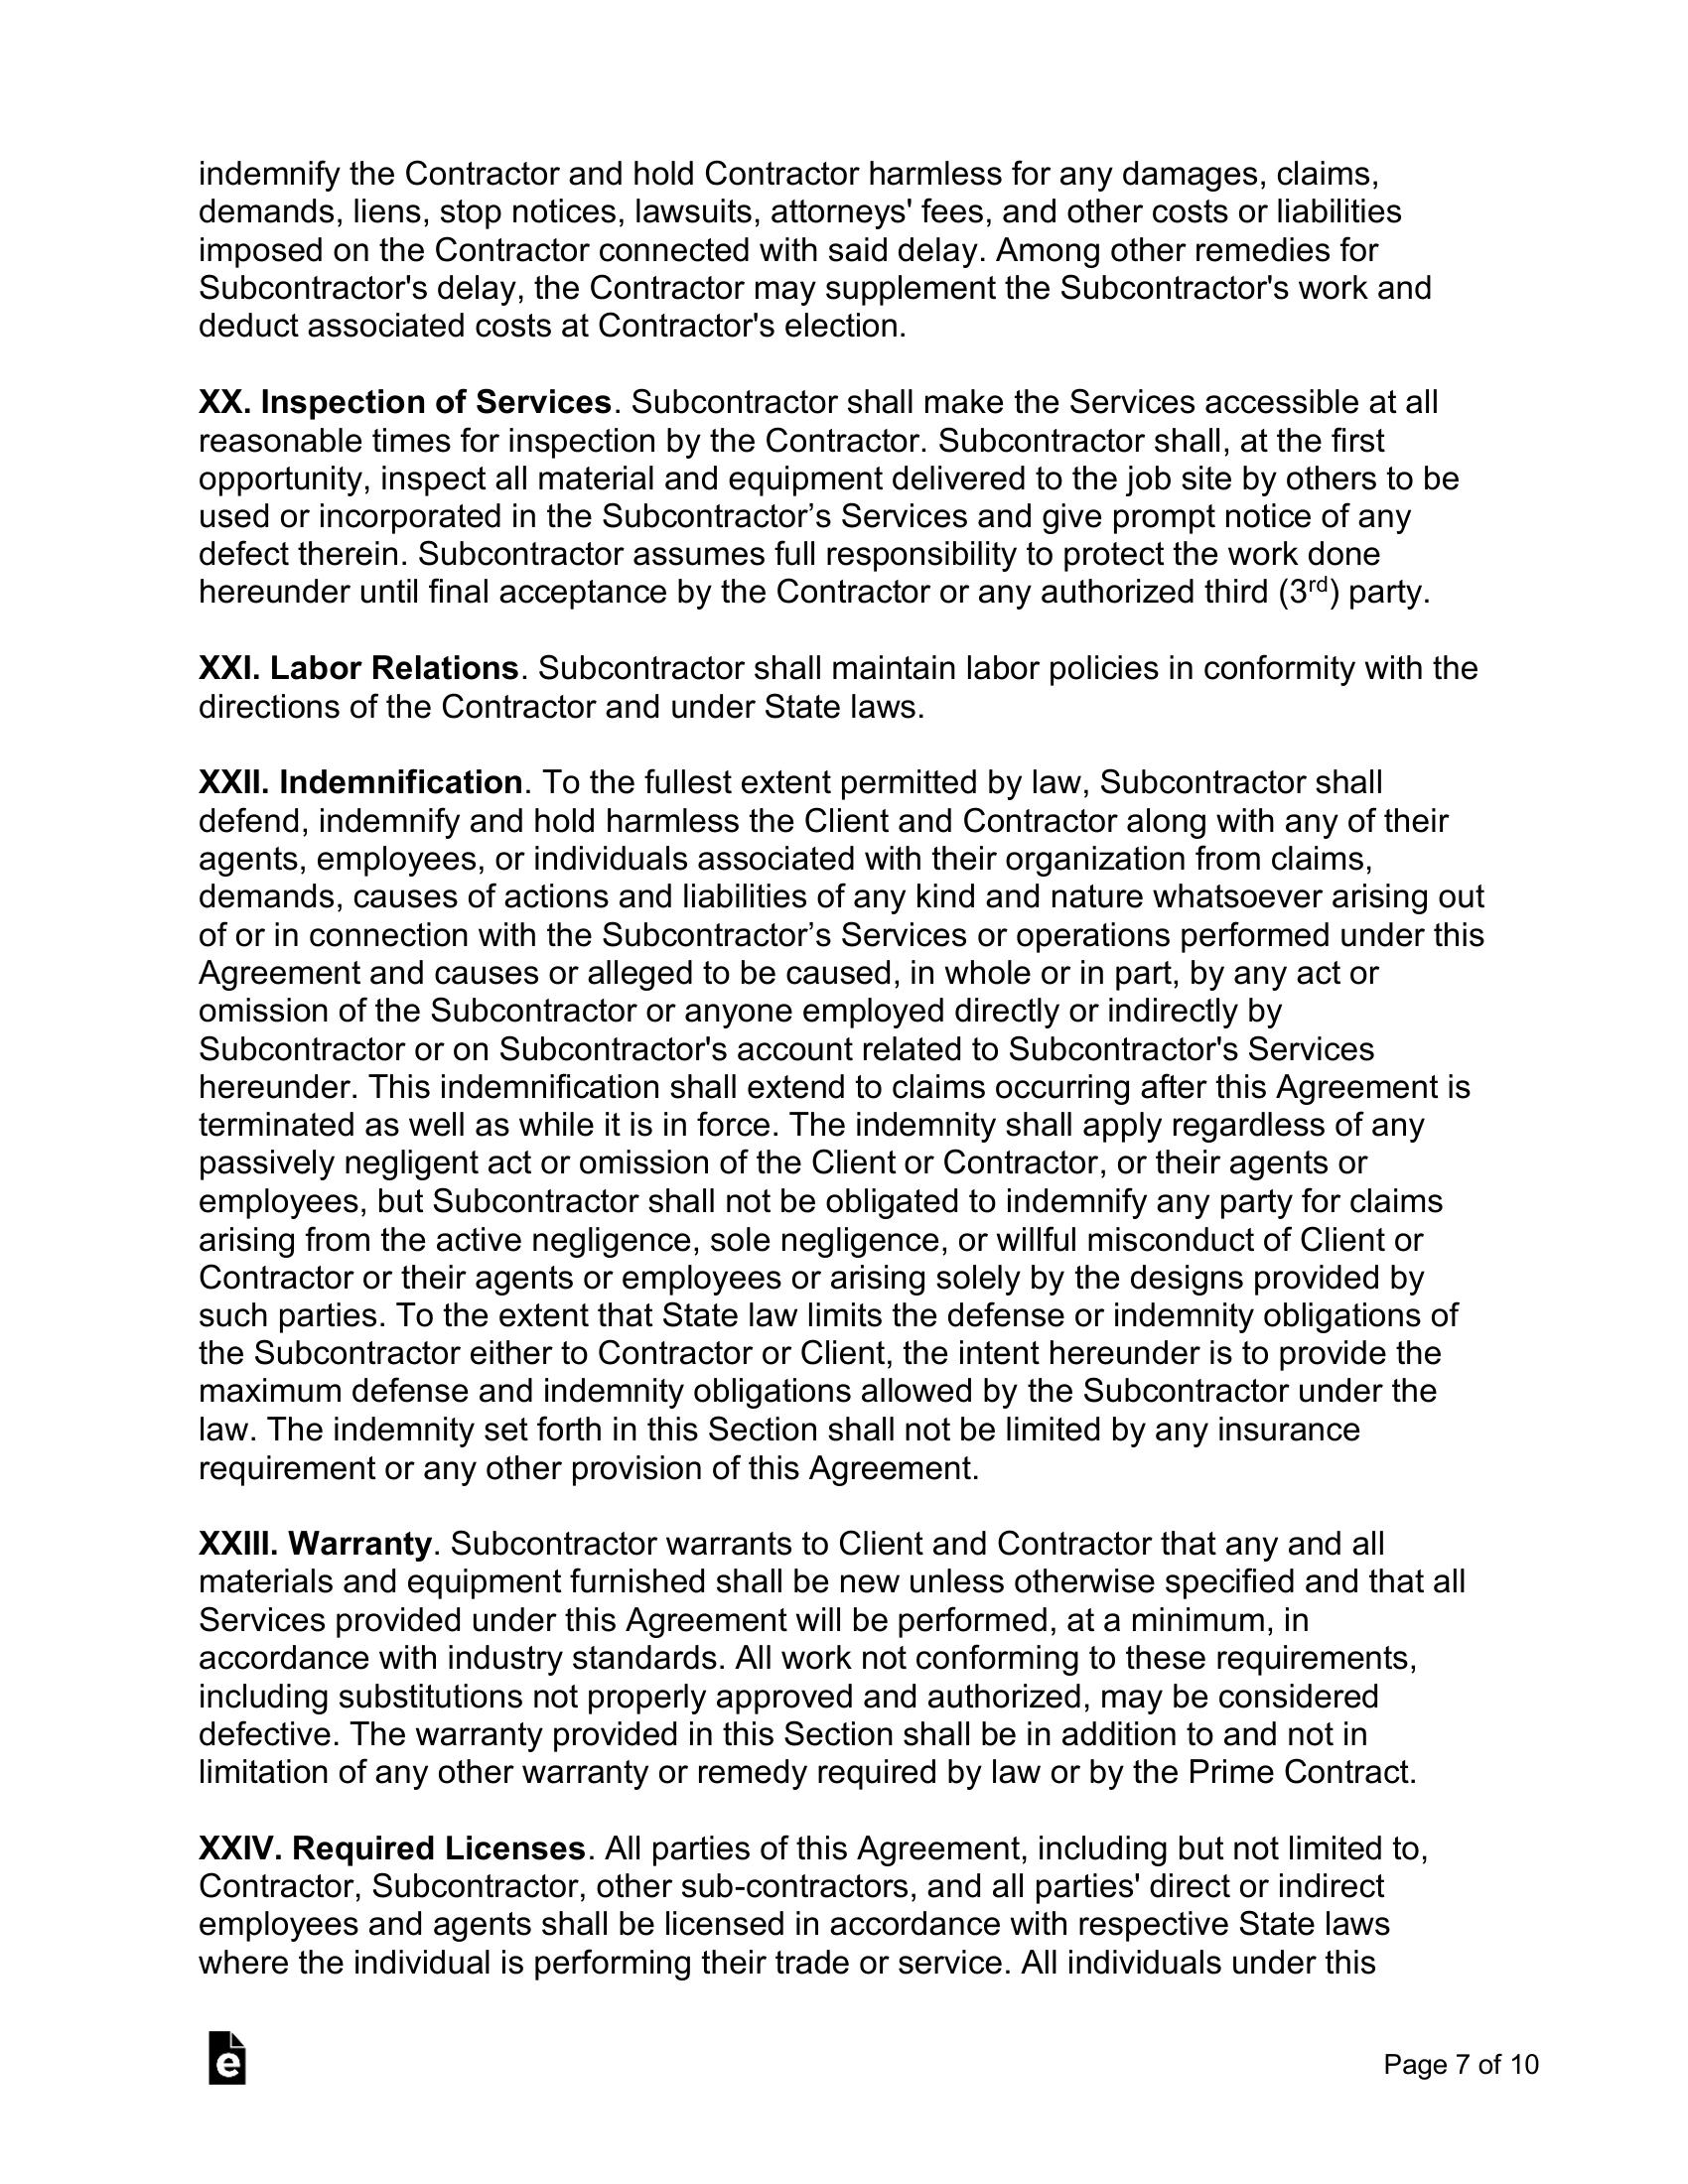 indemnify the Contractor and hold Contractor harmless for any damages, claims,
demands, liens, stop notices, lawsuits, attorneys' fees, and other costs or liabilities
imposed on the Contractor connected with said delay. Among other remedies for
Subcontractor's delay, the Contractor may supplement the Subcontractor's work and
deduct associated costs at Contractor's election.
XX. Inspection of Services. Subcontractor shall make the Services accessible at all
reasonable times for inspection by the Contractor. Subcontractor shall, at the first
opportunity, inspect all material and equipment delivered to the job site by others to be
used or incorporated in the Subcontractor’s Services and give prompt notice of any
defect therein. Subcontractor assumes full responsibility to protect the work done
hereunder until final acceptance by the Contractor or any authorized third (3rd) party.
XXI. Labor Relations. Subcontractor shall maintain labor policies in conformity with the
directions of the Contractor and under State laws.
XXII. Indemnification. To the fullest extent permitted by law, Subcontractor shall
defend, indemnify and hold harmless the Client and Contractor along with any of their
agents, employees, or individuals associated with their organization from claims,
demands, causes of actions and liabilities of any kind and nature whatsoever arising out
of or in connection with the Subcontractor’s Services or operations performed under this
Agreement and causes or alleged to be caused, in whole or in part, by any act or
omission of the Subcontractor or anyone employed directly or indirectly by
Subcontractor or on Subcontractor's account related to Subcontractor's Services
hereunder. This indemnification shall extend to claims occurring after this Agreement is
terminated as well as while it is in force. The indemnity shall apply regardless of any
passively negligent act or omission of the Client or Contractor, or their agents or
employees, but Subcontractor shall not be obligated to indemnify any party for claims
arising from the active negligence, sole negligence, or willful misconduct of Client or
Contractor or their agents or employees or arising solely by the designs provided by
such parties. To the extent that State law limits the defense or indemnity obligations of
the Subcontractor either to Contractor or Client, the intent hereunder is to provide the
maximum defense and indemnity obligations allowed by the Subcontractor under the
law. The indemnity set forth in this Section shall not be limited by any insurance
requirement or any other provision of this Agreement.
XXIII. Warranty. Subcontractor warrants to Client and Contractor that any and all
materials and equipment furnished shall be new unless otherwise specified and that all
Services provided under this Agreement will be performed, at a minimum, in
accordance with industry standards. All work not conforming to these requirements,
including substitutions not properly approved and authorized, may be considered
defective. The warranty provided in this Section shall be in addition to and not in
limitation of any other warranty or remedy required by law or by the Prime Contract.
XXIV. Required Licenses. All parties of this Agreement, including but not limited to,
Contractor, Subcontractor, other sub-contractors, and all parties' direct or indirect
employees and agents shall be licensed in accordance with respective State laws
where the individual is performing their trade or service. All individuals under this
e
Page 7 of 10